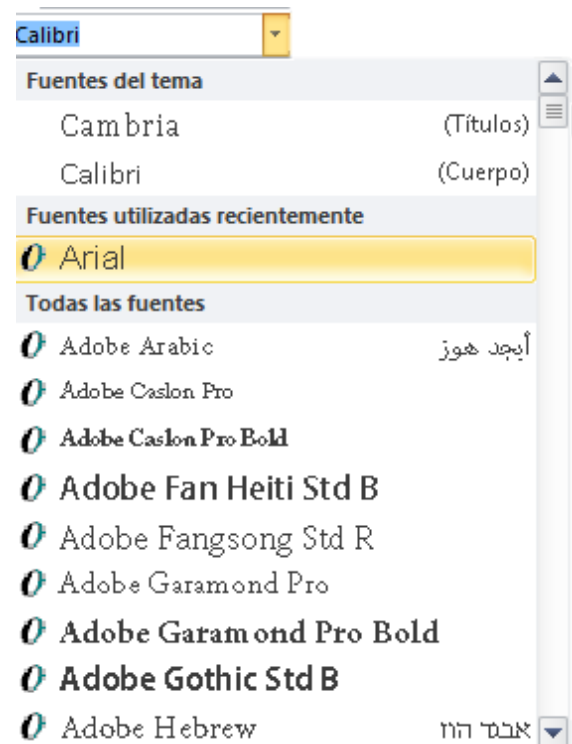 Calibri
Fuentes del tema
Cambria (Títulos)
Calibri (Cuerpo)
Fuentes utilizadas recientemente
Arial
Todas las fuentes
Adobe Arabic أبجد هوز
Adobe Caslon Pro
Adobe Caslon Pro Bold
Adobe Fan Heiti Std B
Adobe Fangsong Std R
Adobe Garamond Pro
Adobe Garamond Pro Bold
Adobe Gothic Std B
Adobe Hebrew אבגד הוז